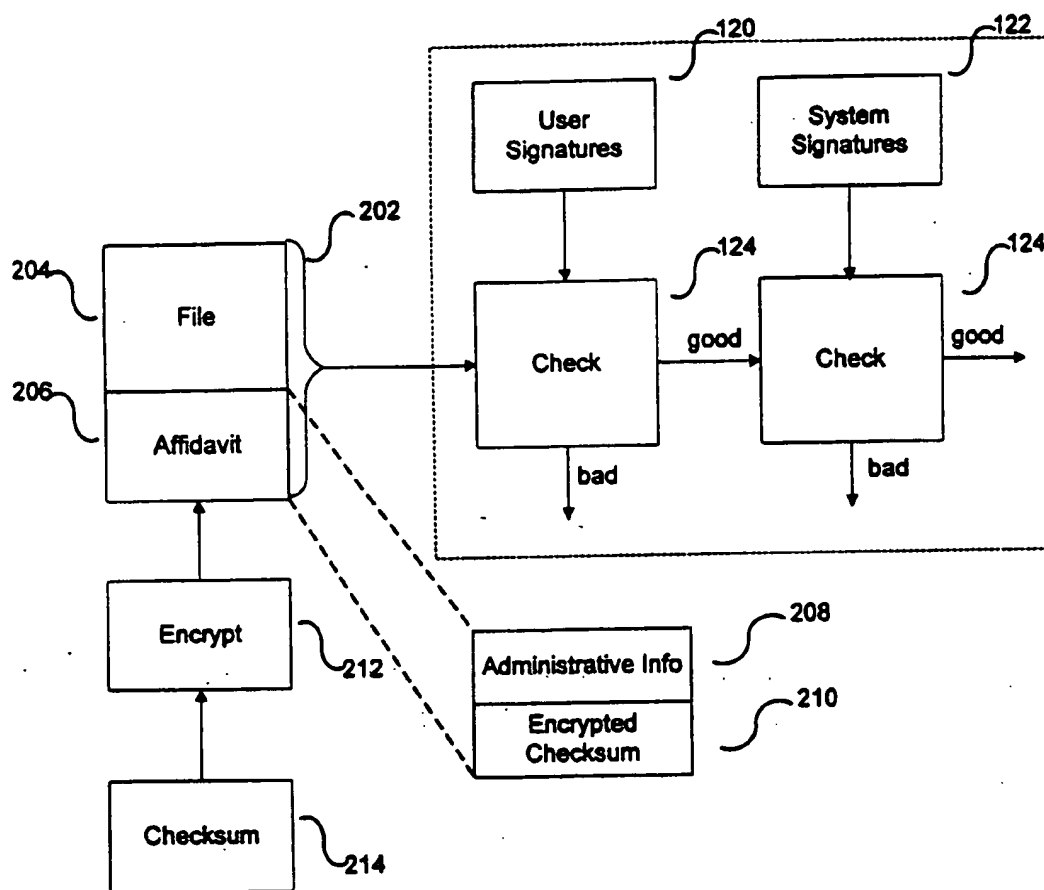 120
122
User
Signatures
System
Signatures
202
204
124
124
File
good
good
Check
Check
206
Affidavit
bad
bad
Encrypt
212
208
Administrative Info
210
Encrypted
Checksum
Checksum
214